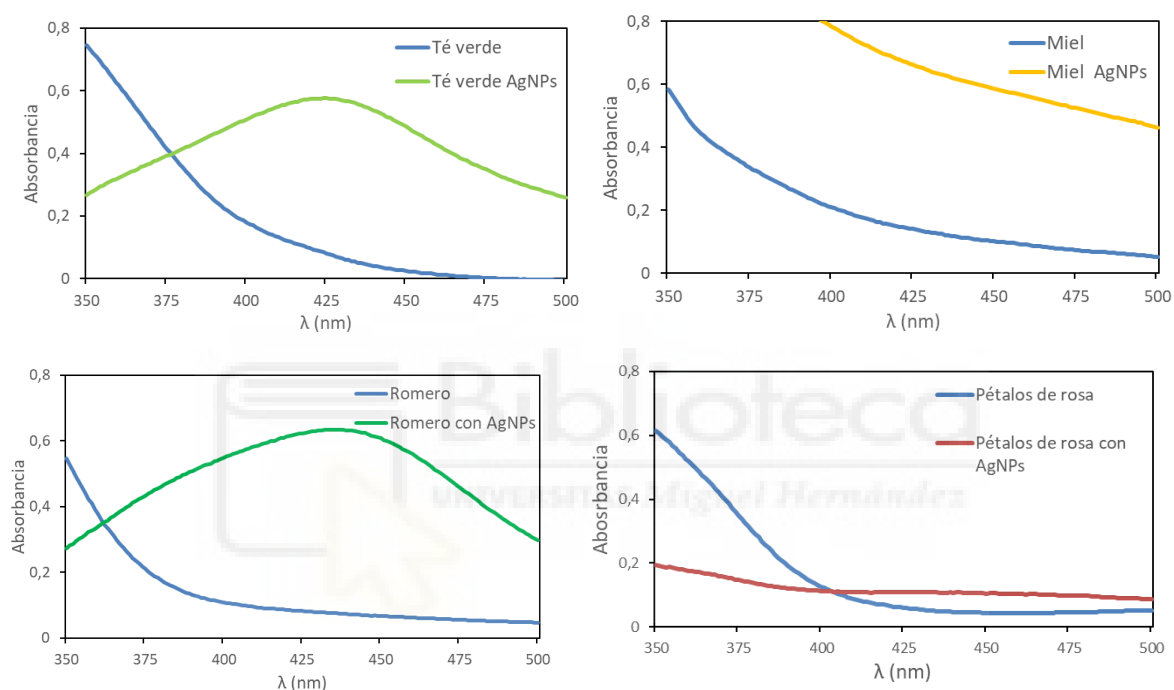 0,8
0,6
0,4
0,2
0
350 375 400 425 450 475 500
Absorbancia
λ (nm)
Té verde
Té verde AgNPs
0,8
0,6
0,4
0,2
0
350 375 400 425 450 475 500
Absorbancia
λ (nm)
Miel
Miel AgNPs
0,8
0,6
0,4
0,2
0
350 375 400 425 450 475 500
Absorbancia
λ (nm)
Romero
Romero con AgNPs
0,8
0,6
0,4
0,2
0
350 375 400 425 450 475 500
Abosrbancia
λ (nm)
Pétalos de rosa
Pétalos de rosa con
AgNPs
Biblioteca
UNIVERSITAS Miguel Hernández